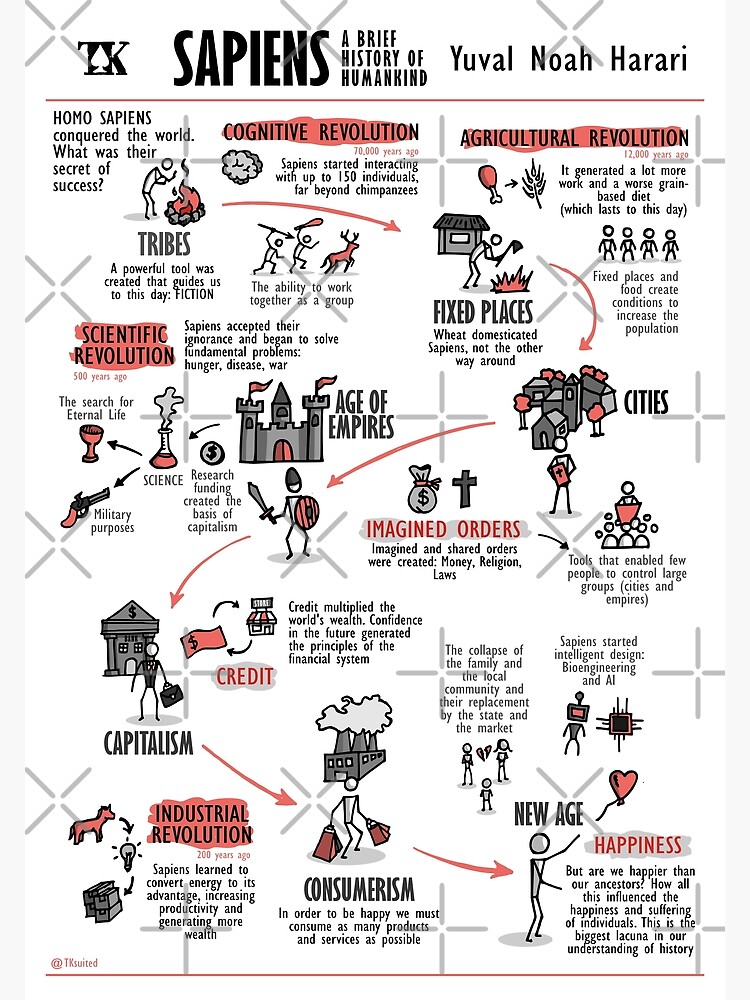 TK
SAPIENS
A BRIEF
HISTORY OF
HUMANKIND
Yuval Noah Harari
HOMO SAPIENS
conquered the world.
What was their
secret of
success?
TRIBES
A powerful tool was
created that guides us
to this day: FICTION
COGNITIVE REVOLUTION
70,000 years ago
Sapiens started interacting
with up to 150 individuals,
far beyond chimpanzees
The ability to work
together as a group
AGRICULTURAL REVOLUTION
12,000 years ago
It generated a lot more
work and a worse grain-
based diet
(which lasts to this day)
FIXED PLACES
Wheat domesticated
Sapiens, not the other
way around
Fixed places and
food create
conditions to
increase the
population
SCIENTIFIC
REVOLUTION
500 years ago
Sapiens accepted their
ignorance and began to solve
fundamental problems:
hunger, disease, war
The search for
Eternal Life
SCIENCE
Military
purposes
$
Research
funding
created the
basis of
capitalism
AGE OF
EMPIRES
CITIES
$
IMAGINED ORDERS
Imagined and shared orders
were created: Money, Religion,
Laws
Tools that enabled few
people to control large
groups (cities and
empires)
$
BANK
CAPITALISM
$
STORE
CREDIT
Credit multiplied the
world's wealth. Confidence
in the future generated
the principles of the
financial system
The collapse of
the family and
the local
community and
their replacement
by the state and
the market
Sapiens started
intelligent design:
Bioengineering
and AI
INDUSTRIAL
REVOLUTION
200 years ago
Sapiens learned to
convert energy to its
advantage, increasing
productivity and
generating more
wealth
CONSUMERISM
In order to be happy we must
consume as many products
and services as possible
NEW AGE
HAPPINESS
But are we happier than
our ancestors? How all
this influenced the
happiness and suffering
of individuals. This is the
biggest lacuna in our
understanding of history
@TKsuited